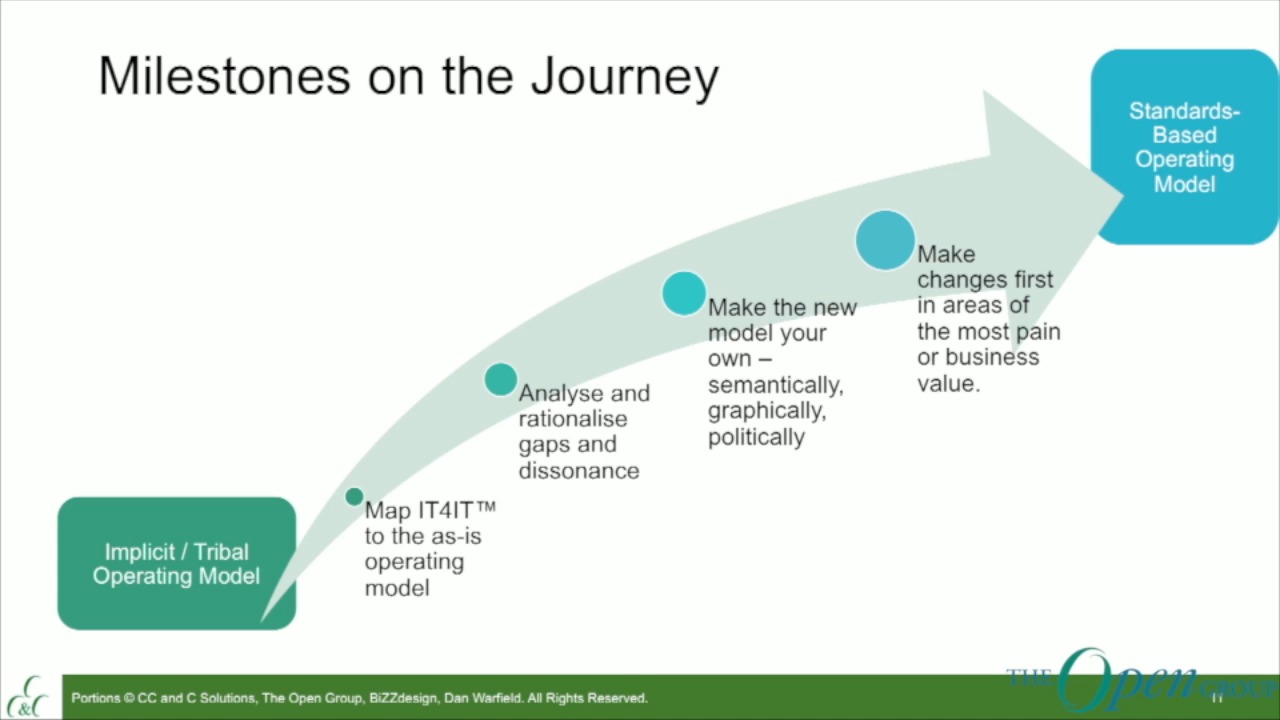 Milestones on the Journey
Standards-
Based
Operating
Model
Make
changes first
in areas of
the most pain
or business
value.
Make the new
model your
own –
semantically,
graphically,
politically
Analyse and
rationalise
gaps and
dissonance
Map IT4IT™
to the as-is
operating
model
Implicit / Tribal
Operating Model
C
C&C
Portions © CC and C Solutions, The Open Group, BiZZdesign, Dan Warfield. All Rights Reserved.
THE Open GROUP
11